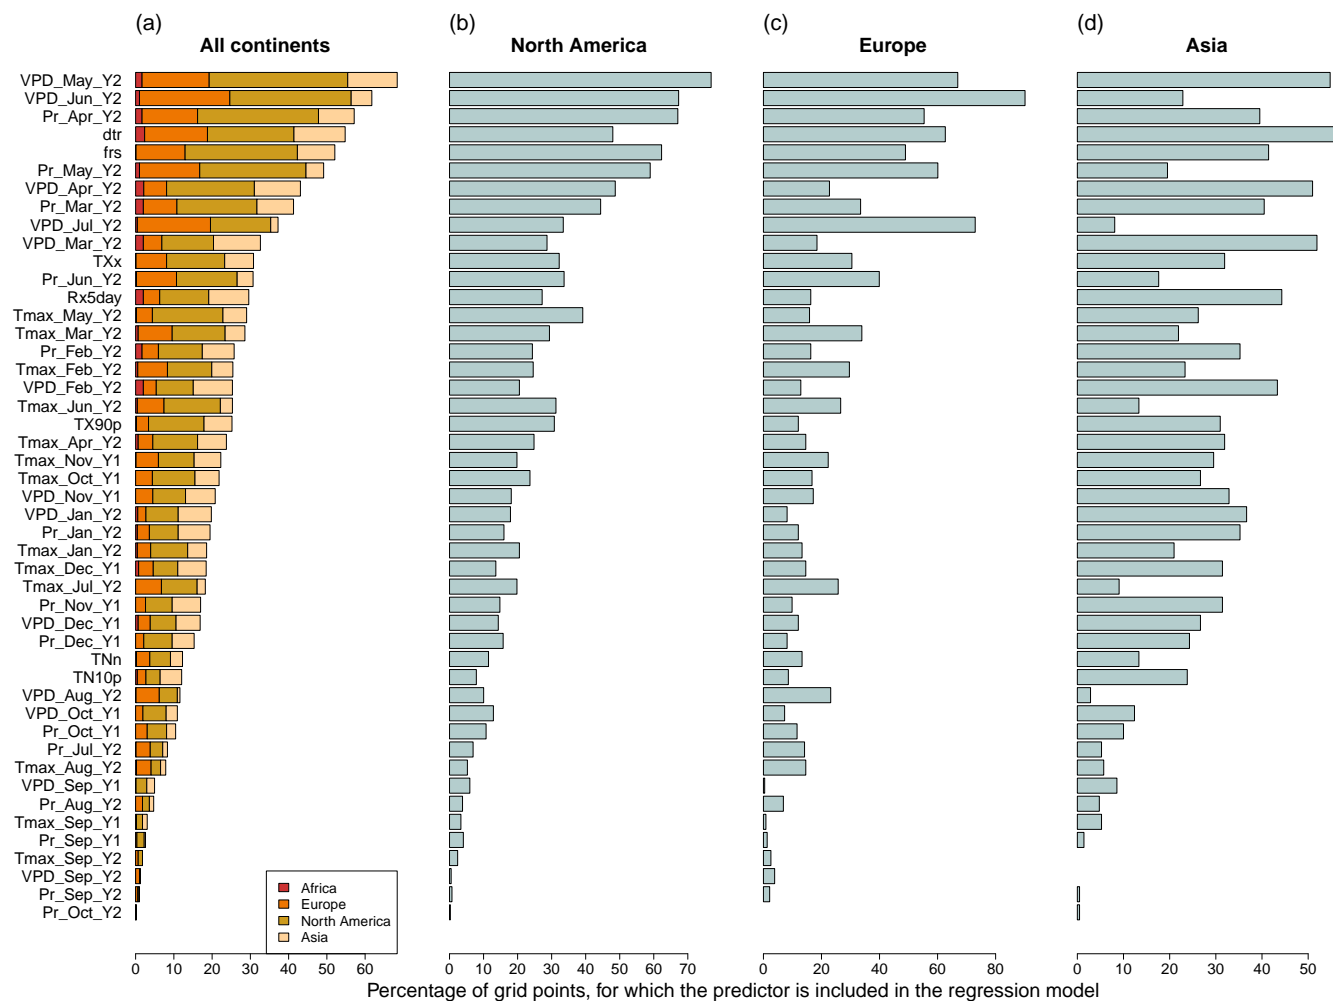 (a)
All continents
(b)
North America
(c)
Europe
(d)
Asia
VPD_May_Y2
VPD_Jun_Y2
Pr_Apr_Y2
dtr
frs
Pr_May_Y2
VPD_Apr_Y2
Pr_Mar_Y2
VPD_Jul_Y2
VPD_Mar_Y2
TXx
Pr_Jun_Y2
Rx5day
Tmax_May_Y2
Tmax_Mar_Y2
Pr_Feb_Y2
Tmax_Feb_Y2
VPD_Feb_Y2
Tmax_Jun_Y2
TX90p
Tmax_Apr_Y2
Tmax_Nov_Y1
Tmax_Oct_Y1
VPD_Nov_Y1
VPD_Jan_Y2
Pr_Jan_Y2
Tmax_Jan_Y2
Tmax_Dec_Y1
Tmax_Jul_Y2
Pr_Nov_Y1
VPD_Dec_Y1
Pr_Dec_Y1
TNn
TN10p
VPD_Aug_Y2
VPD_Oct_Y1
Pr_Oct_Y1
Pr_Jul_Y2
Tmax_Aug_Y2
VPD_Sep_Y1
Pr_Aug_Y2
Tmax_Sep_Y1
Pr_Sep_Y1
Tmax_Sep_Y2
VPD_Sep_Y2
Pr_Sep_Y2
Pr_Oct_Y2
Africa
Europe
North America
Asia
0 10 20 30 40 50 60
0 10 20 30 40 50 60 70
0 20 40 60 80
0 10 20 30 40 50
Percentage of grid points, for which the predictor is included in the regression model